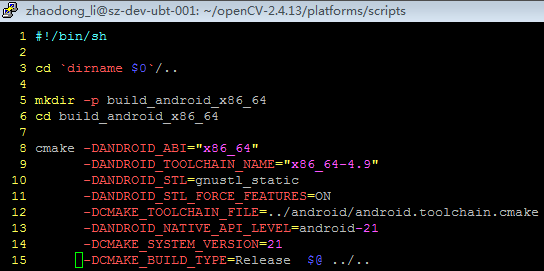 zhaodong_li@sz-dev-ubt-001: ~/openCV-2.4.13/platforms/scripts
1 #!/bin/sh
2
3 cd `dirname $0`/..
4
5 mkdir -p build_android_x86_64
6 cd build_android_x86_64
7
8 cmake -DANDROID_ABI="x86_64"
9 -DANDROID_TOOLCHAIN_NAME="x86_64-4.9"
10 -DANDROID_STL=gnustl_static
11 -DANDROID_STL_FORCE_FEATURES=ON
12 -DCMAKE_TOOLCHAIN_FILE=../android/android.toolchain.cmake
13 -DANDROID_NATIVE_API_LEVEL=android-21
14 -DCMAKE_SYSTEM_VERSION=21
15 -DCMAKE_BUILD_TYPE=Release $@ ../..